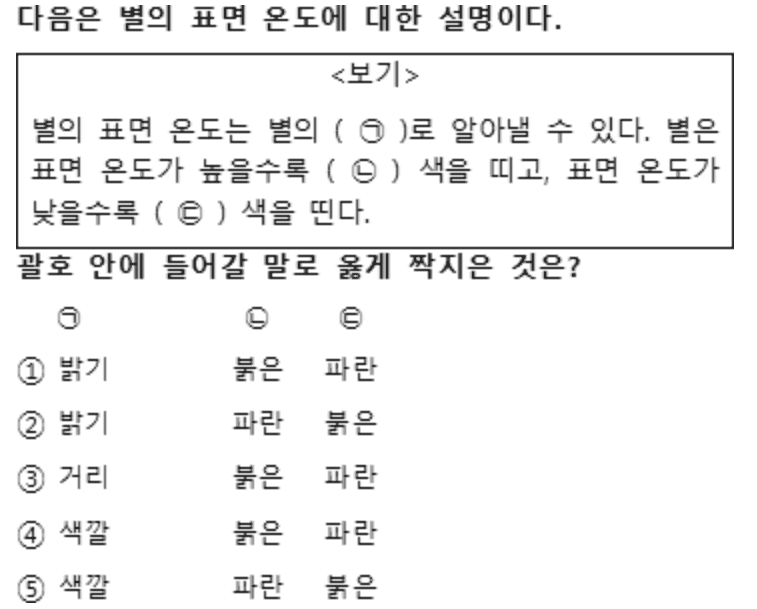 다음은 별의 표면 온도에 대한 설명이다.
<보기>
별의 표면 온도는 별의 ( ㉠ )로 알아낼 수 있다. 별은
표면 온도가 높을수록 ( ㉡ ) 색을 띠고, 표면 온도가
낮을수록 ( ㉢ ) 색을 띤다.
괄호 안에 들어갈 말로 옳게 짝지은 것은?
㉠ ㉡ ㉢
① 밝기 붉은 파란
② 밝기 파란 붉은
③ 거리 붉은 파란
④ 색깔 붉은 파란
⑤ 색깔 파란 붉은